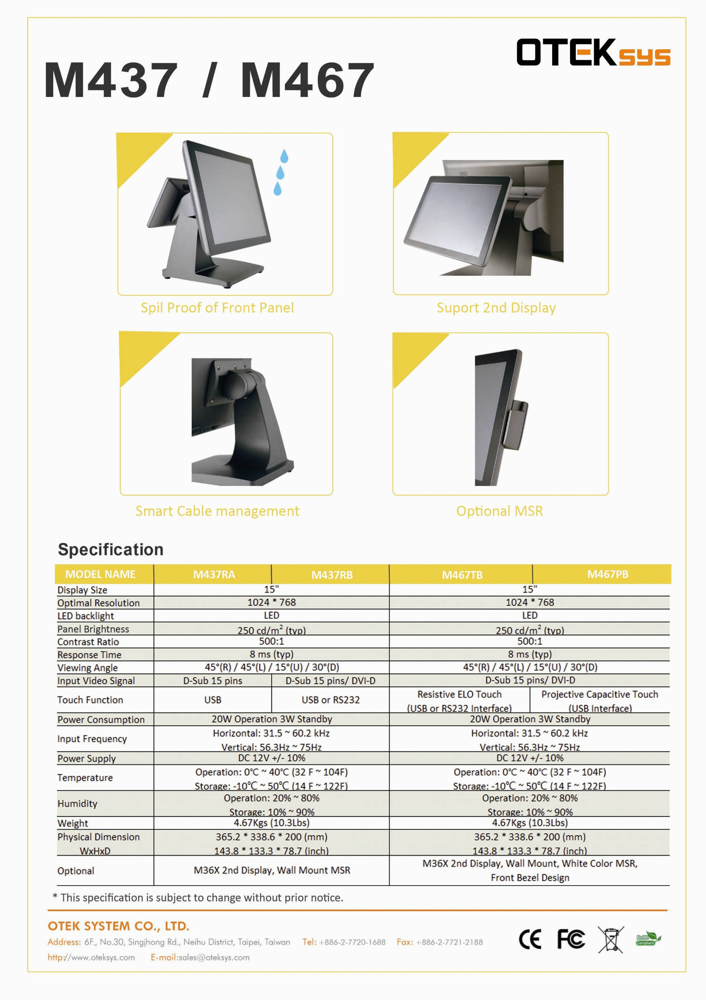 OTEKsys
M437 / M467
Spil Proof of Front Panel
Suport 2nd Display
Smart Cable management
Optional MSR
Specification
MODEL NAME M437RA M437RB M467TB M467PB
Display Size 15" 15"
Optimal Resolution 1024 * 768 1024 * 768
LED backlight LED LED
Panel Brightness 250 cd/m² (typ) 250 cd/m² (typ)
Contrast Ratio 500:1 500:1
Response Time 8 ms (typ) 8 ms (typ)
Viewing Angle 45°(R) / 45°(L) / 15°(U) / 30°(D) 45°(R) / 45°(L) / 15°(U) / 30°(D)
Input Video Signal D-Sub 15 pins D-Sub 15 pins/ DVI-D D-Sub 15 pins/ DVI-D
Touch Function USB USB or RS232 Resistive ELO Touch Projective Capacitive Touch
(USB or RS232 Interface) (USB Interface)
Power Consumption 20W Operation 3W Standby 20W Operation 3W Standby
Input Frequency Horizontal: 31.5 ~ 60.2 kHz Horizontal: 31.5 ~ 60.2 kHz
Vertical: 56.3Hz ~ 75Hz Vertical: 56.3Hz ~ 75Hz
Power Supply DC 12V +/- 10% DC 12V +/- 10%
Temperature Operation: 0℃ ~ 40℃ (32 F ~ 104F) Operation: 0℃ ~ 40℃ (32 F ~ 104F)
Storage: -10℃ ~ 50℃ (14 F ~ 122F) Storage: -10℃ ~ 50℃ (14 F ~ 122F)
Humidity Operation: 20% ~ 80% Operation: 20% ~ 80%
Storage: 10% ~ 90% Storage: 10% ~ 90%
Weight 4.67Kgs (10.3Lbs) 4.67Kgs (10.3Lbs)
Physical Dimension 365.2 * 338.6 * 200 (mm) 365.2 * 338.6 * 200 (mm)
WxHxD 143.8 * 133.3 * 78.7 (inch) 143.8 * 133.3 * 78.7 (inch)
Optional M36X 2nd Display, Wall Mount MSR M36X 2nd Display, Wall Mount, White Color MSR,
Front Bezel Design
* This specification is subject to change without prior notice.
OTEK SYSTEM CO., LTD.
Address: 6F., No.30, Singjhong Rd., Neihu District, Taipei, Taiwan Tel: +886-2-7720-1688 Fax: +886-2-7721-2188
http://www.oteksys.com E-mail:sales@oteksys.com
CE FC RoHS
Compliant